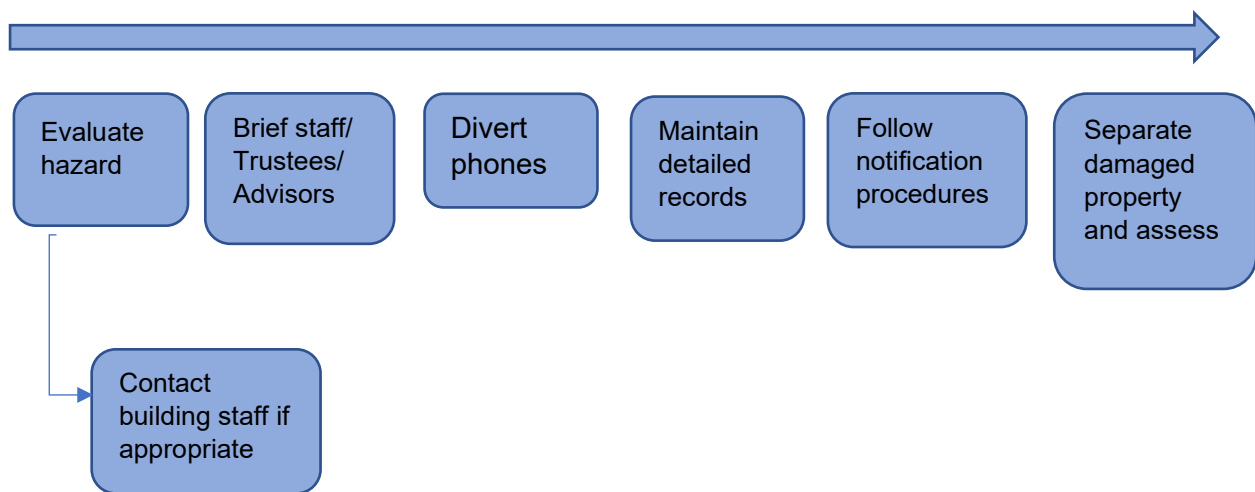 Evaluate
hazard
Brief staff/
Trustees/
Advisors
Divert
phones
Maintain
detailed
records
Follow
notification
procedures
Separate
damaged
property
and assess
Contact
building staff if
appropriate